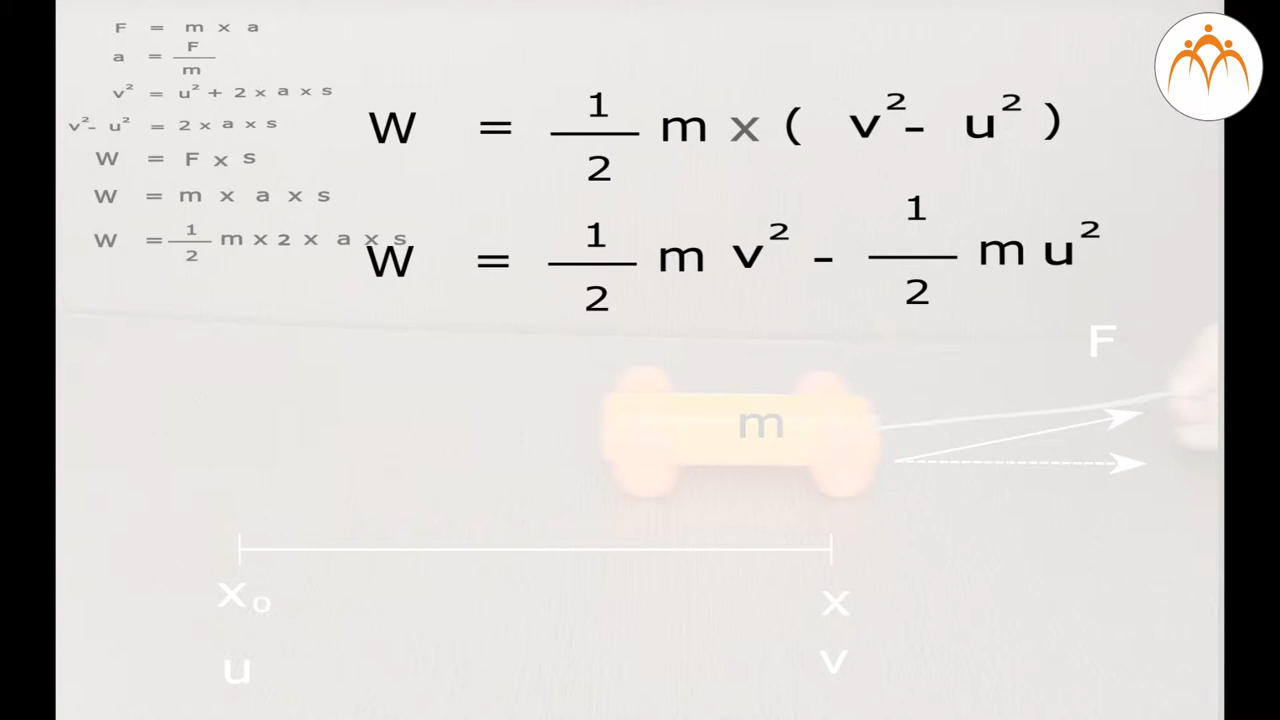 F = m x a
a = F/m
v² = u² + 2 x a x s
v² - u² = 2 x a x s
W = F x s
W = m x a x s
W = 1/2 m x 2 x a x s
W = 1/2 m x ( v² - u² )
W = 1/2 m v² - 1/2 m u²
F
m
x₀ x
u v